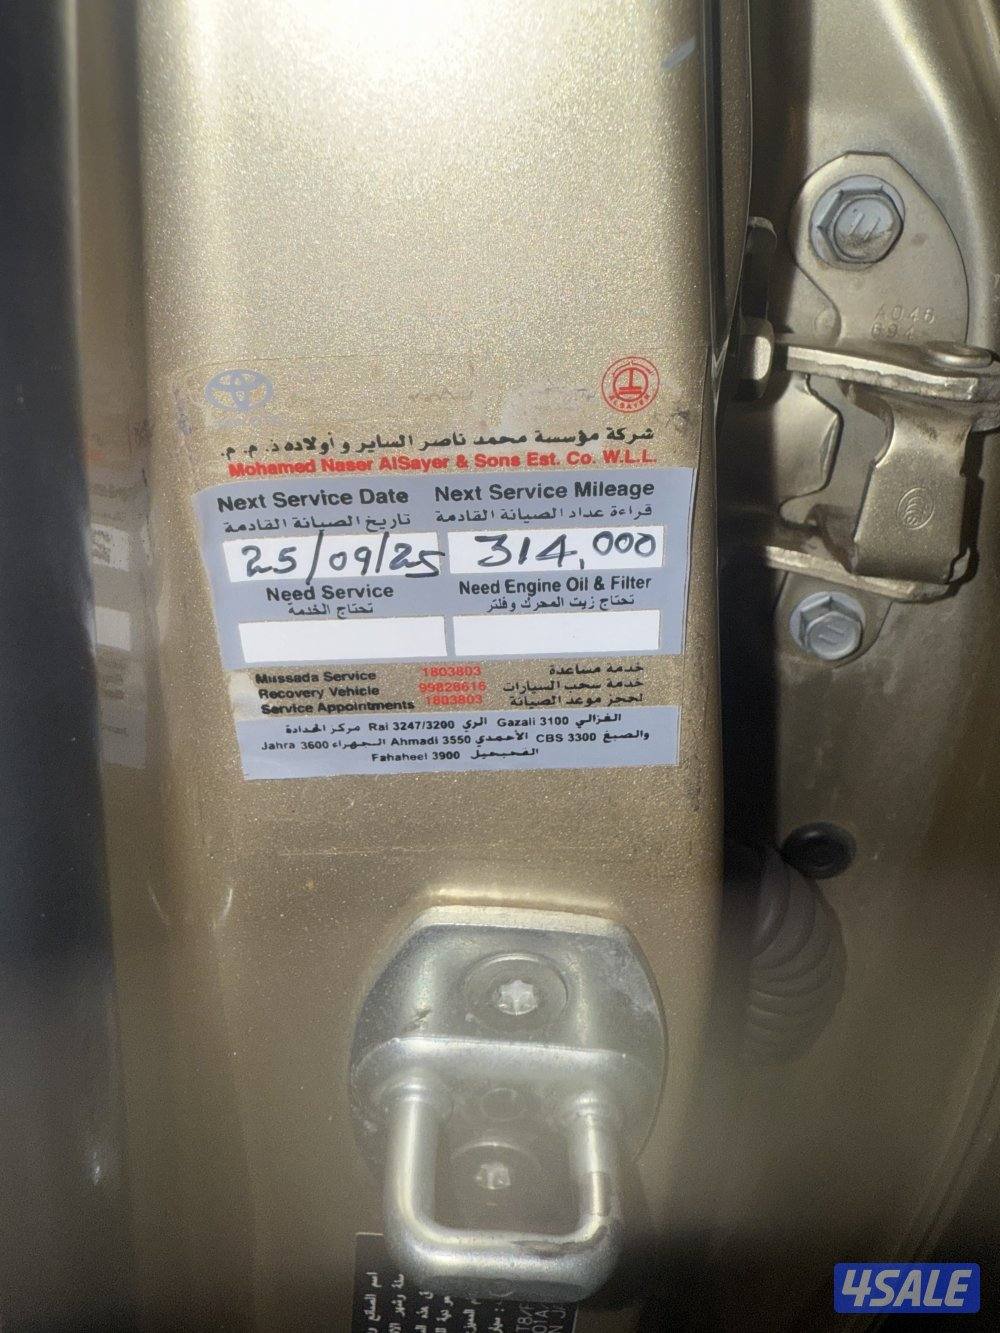 A046
694
ALSAYER
شركة مؤسسة محمد ناصر الساير و أولاده ذ. م. م.
Mohamed Naser AlSayer & Sons Est. Co. W.L.L.
Next Service Date Next Service Mileage
تاريخ الصيانة القادمة قراءة عداد الصيانة القادمة
25/09/25 314,000
Need Service Need Engine Oil & Filter
تحتاج الخدمة تحتاج زيت المحرك وفلتر
Mussada Service 1803803 خدمة مساعدة
Recovery Vehicle 99828616 خدمة سحب السيارات
Service Appointments 1803803 لحجز موعد الصيانة
الغزالي Gazali 3100 الري Rai 3247/3200 مركز الحدادة
والصبغ CBS 3300 الأحمدي Ahmadi 3550 الجهراء Jahra 3600
الفحيحيل Fahaheel 3900
4SALE